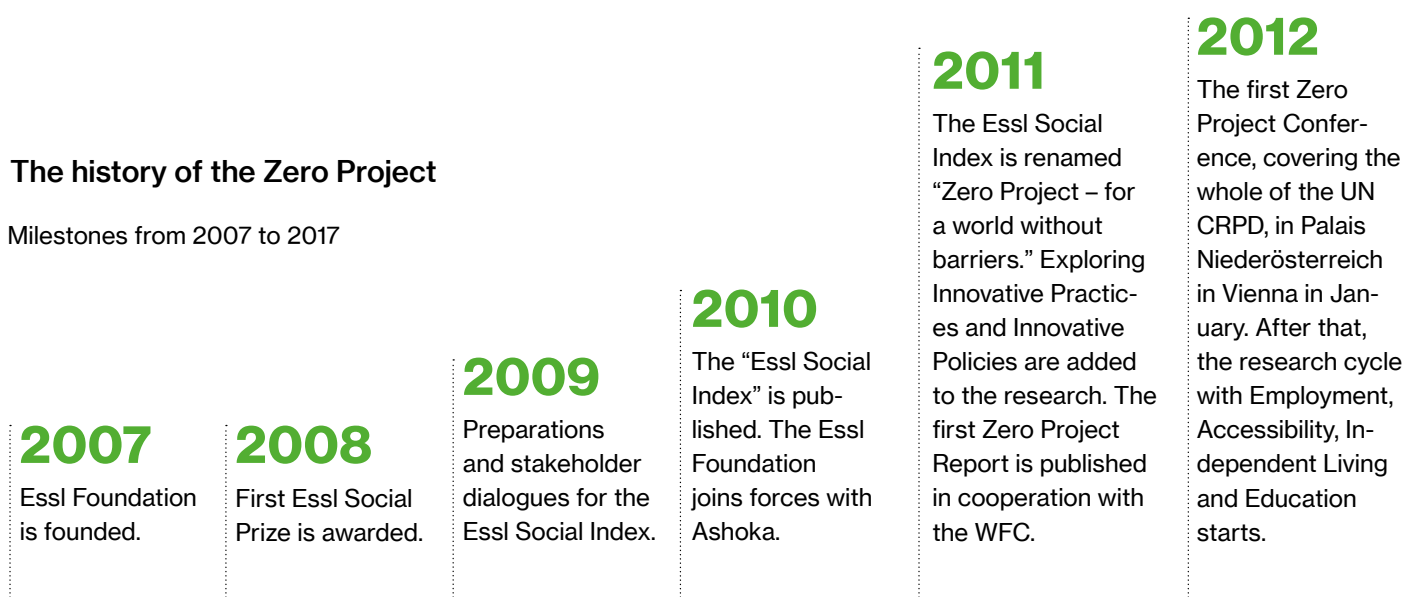 The history of the Zero Project
Milestones from 2007 to 2017
2007
Essl Foundation
is founded.
2008
First Essl Social
Prize is awarded.
2009
Preparations
and stakeholder
dialogues for the
Essl Social Index.
2010
The “Essl Social
Index” is pub-
lished. The Essl
Foundation
joins forces with
Ashoka.
2011
The Essl Social
Index is renamed
“Zero Project – for
a world without
barriers.” Exploring
Innovative Practic-
es and Innovative
Policies are added
to the research. The
first Zero Project
Report is published
in cooperation with
the WFC.
2012
The first Zero
Project Confer-
ence, covering the
whole of the UN
CRPD, in Palais
Niederösterreich
in Vienna in Jan-
uary. After that,
the research cycle
with Employment,
Accessibility, In-
dependent Living
and Education
starts.